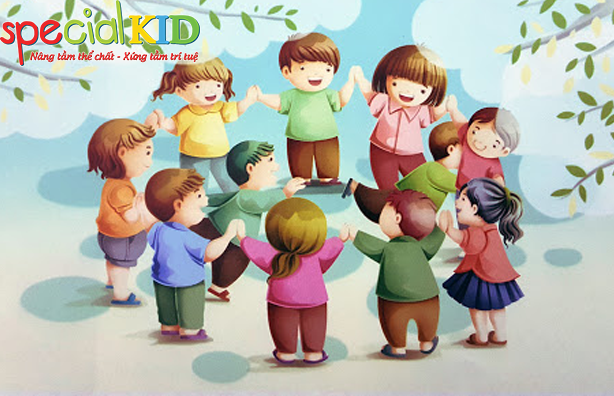 specialKID
Nâng tầm thể chất - Xứng tầm trí tuệ